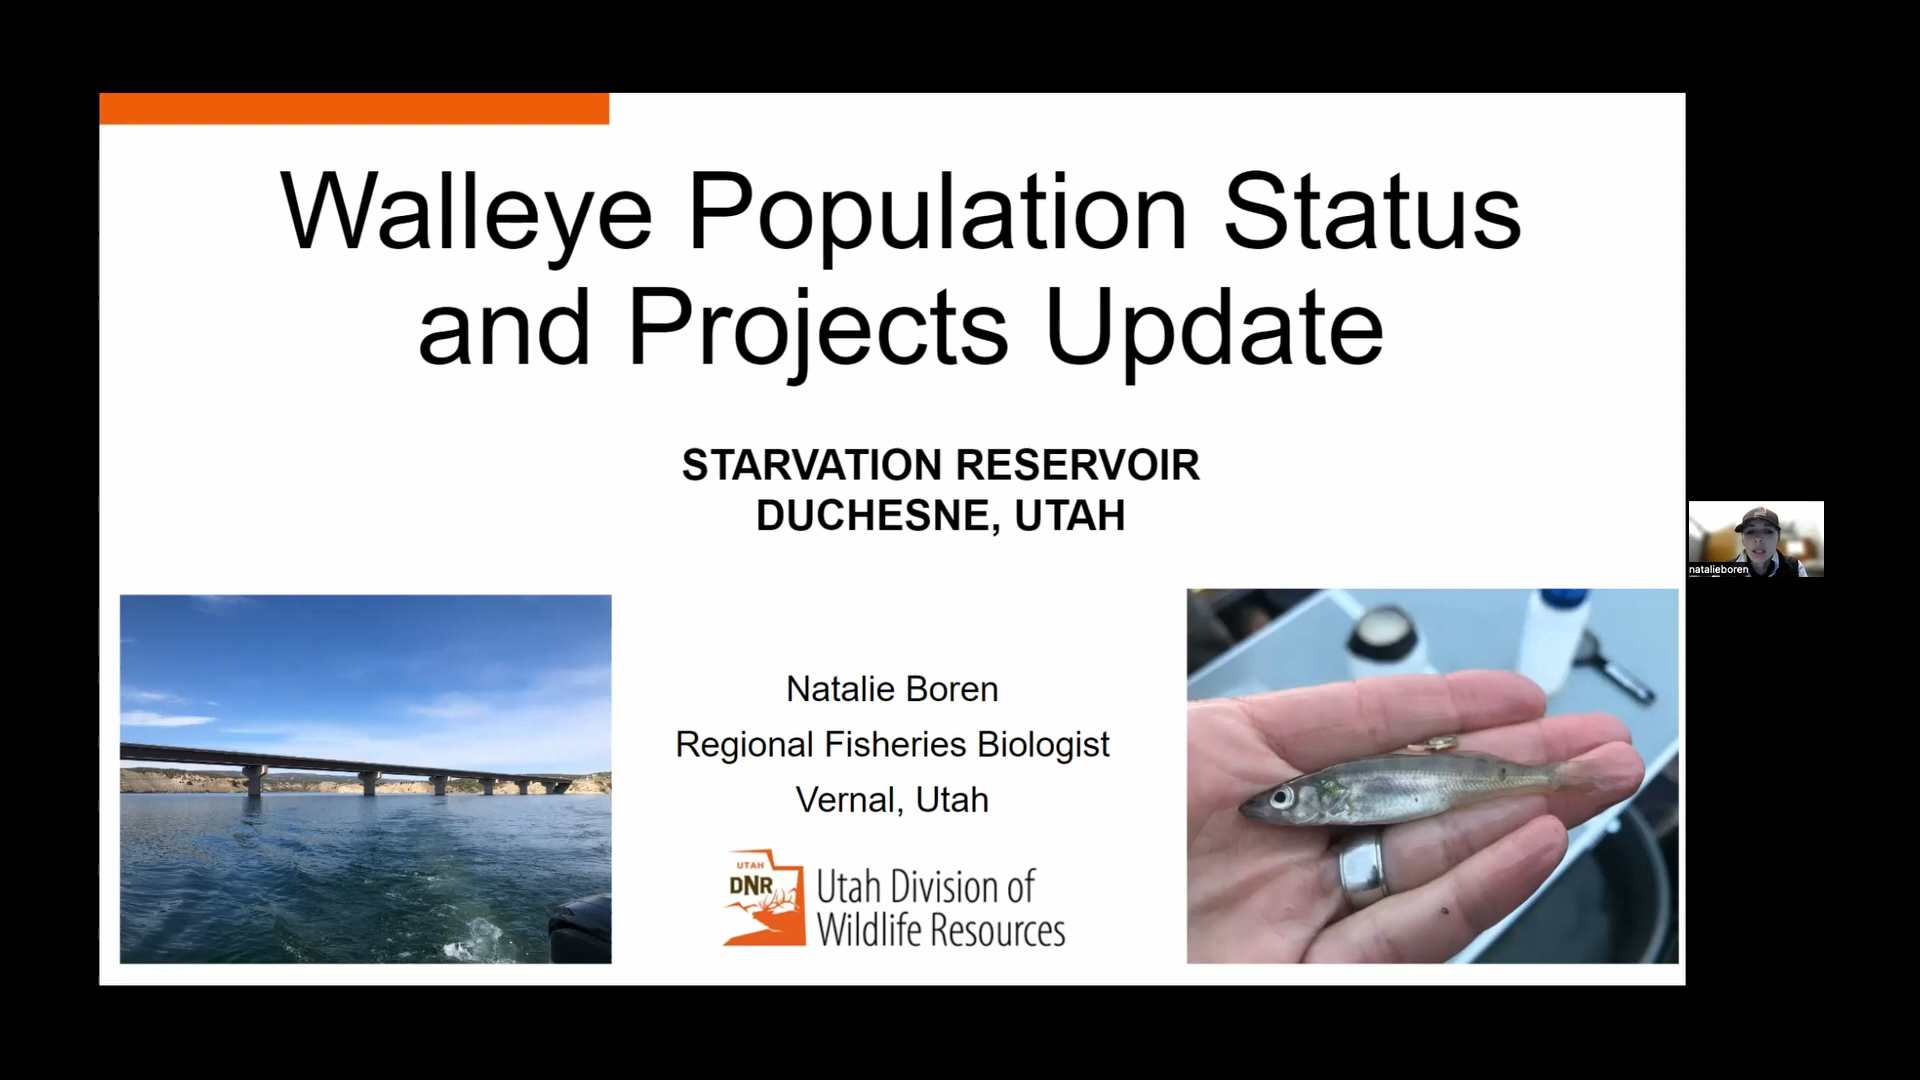 Walleye Population Status
and Projects Update
STARVATION RESERVOIR
DUCHESNE, UTAH
natalieboren
Natalie Boren
Regional Fisheries Biologist
Vernal, Utah
UTAH
DNR
Utah Division of
Wildlife Resources